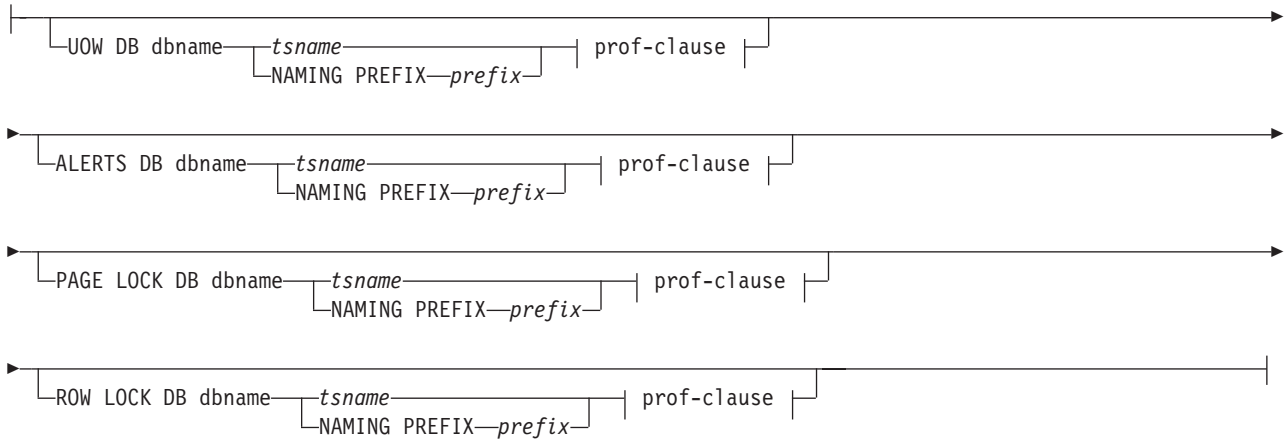 UOW DB dbname tsname prof-clause
NAMING PREFIX prefix
ALERTS DB dbname tsname prof-clause
NAMING PREFIX prefix
PAGE LOCK DB dbname tsname prof-clause
NAMING PREFIX prefix
ROW LOCK DB dbname tsname prof-clause
NAMING PREFIX prefix